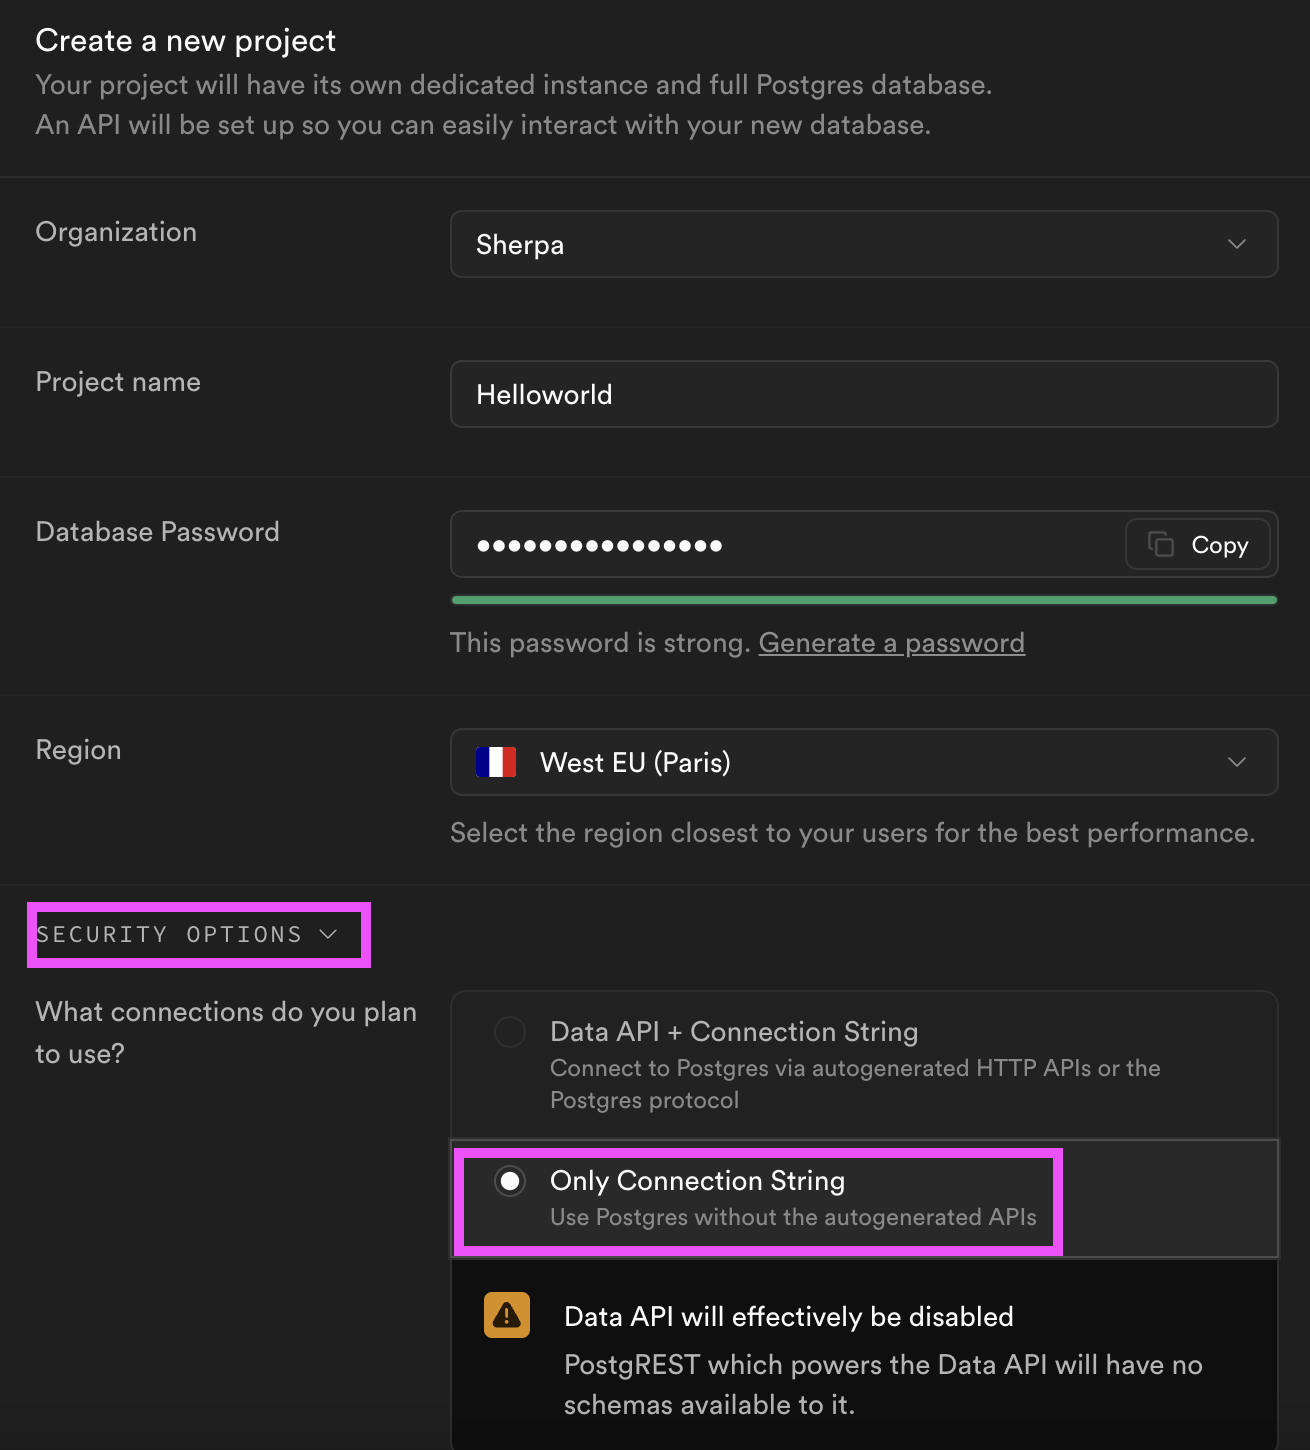 Create a new project
Your project will have its own dedicated instance and full Postgres database.
An API will be set up so you can easily interact with your new database.
Organization
Sherpa
Project name
Helloworld
Database Password
••••••••••••••••
Copy
This password is strong. Generate a password
Region
West EU (Paris)
Select the region closest to your users for the best performance.
SECURITY OPTIONS
What connections do you plan
to use?
Data API + Connection String
Connect to Postgres via autogenerated HTTP APIs or the
Postgres protocol
Only Connection String
Use Postgres without the autogenerated APIs
Data API will effectively be disabled
PostgREST which powers the Data API will have no
schemas available to it.